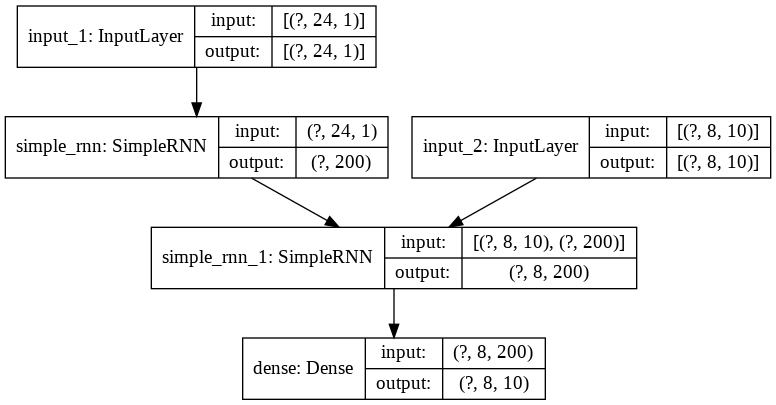 input_1: InputLayer
input: [(?, 24, 1)]
output: [(?, 24, 1)]
simple_rnn: SimpleRNN
input: (?, 24, 1)
output: (?, 200)
input_2: InputLayer
input: [(?, 8, 10)]
output: [(?, 8, 10)]
simple_rnn_1: SimpleRNN
input: [(?, 8, 10), (?, 200)]
output: (?, 8, 200)
dense: Dense
input: (?, 8, 200)
output: (?, 8, 10)